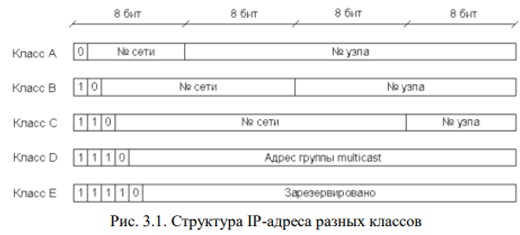 8 бит 8 бит 8 бит 8 бит
Класс А 0 № сети № узла
Класс В 1 0 № сети № узла
Класс С 1 1 0 № сети № узла
Класс D 1 1 1 0 Адрес группы multicast
Класс Е 1 1 1 1 0 Зарезервировано
Рис. 3.1. Структура IP-адреса разных классов